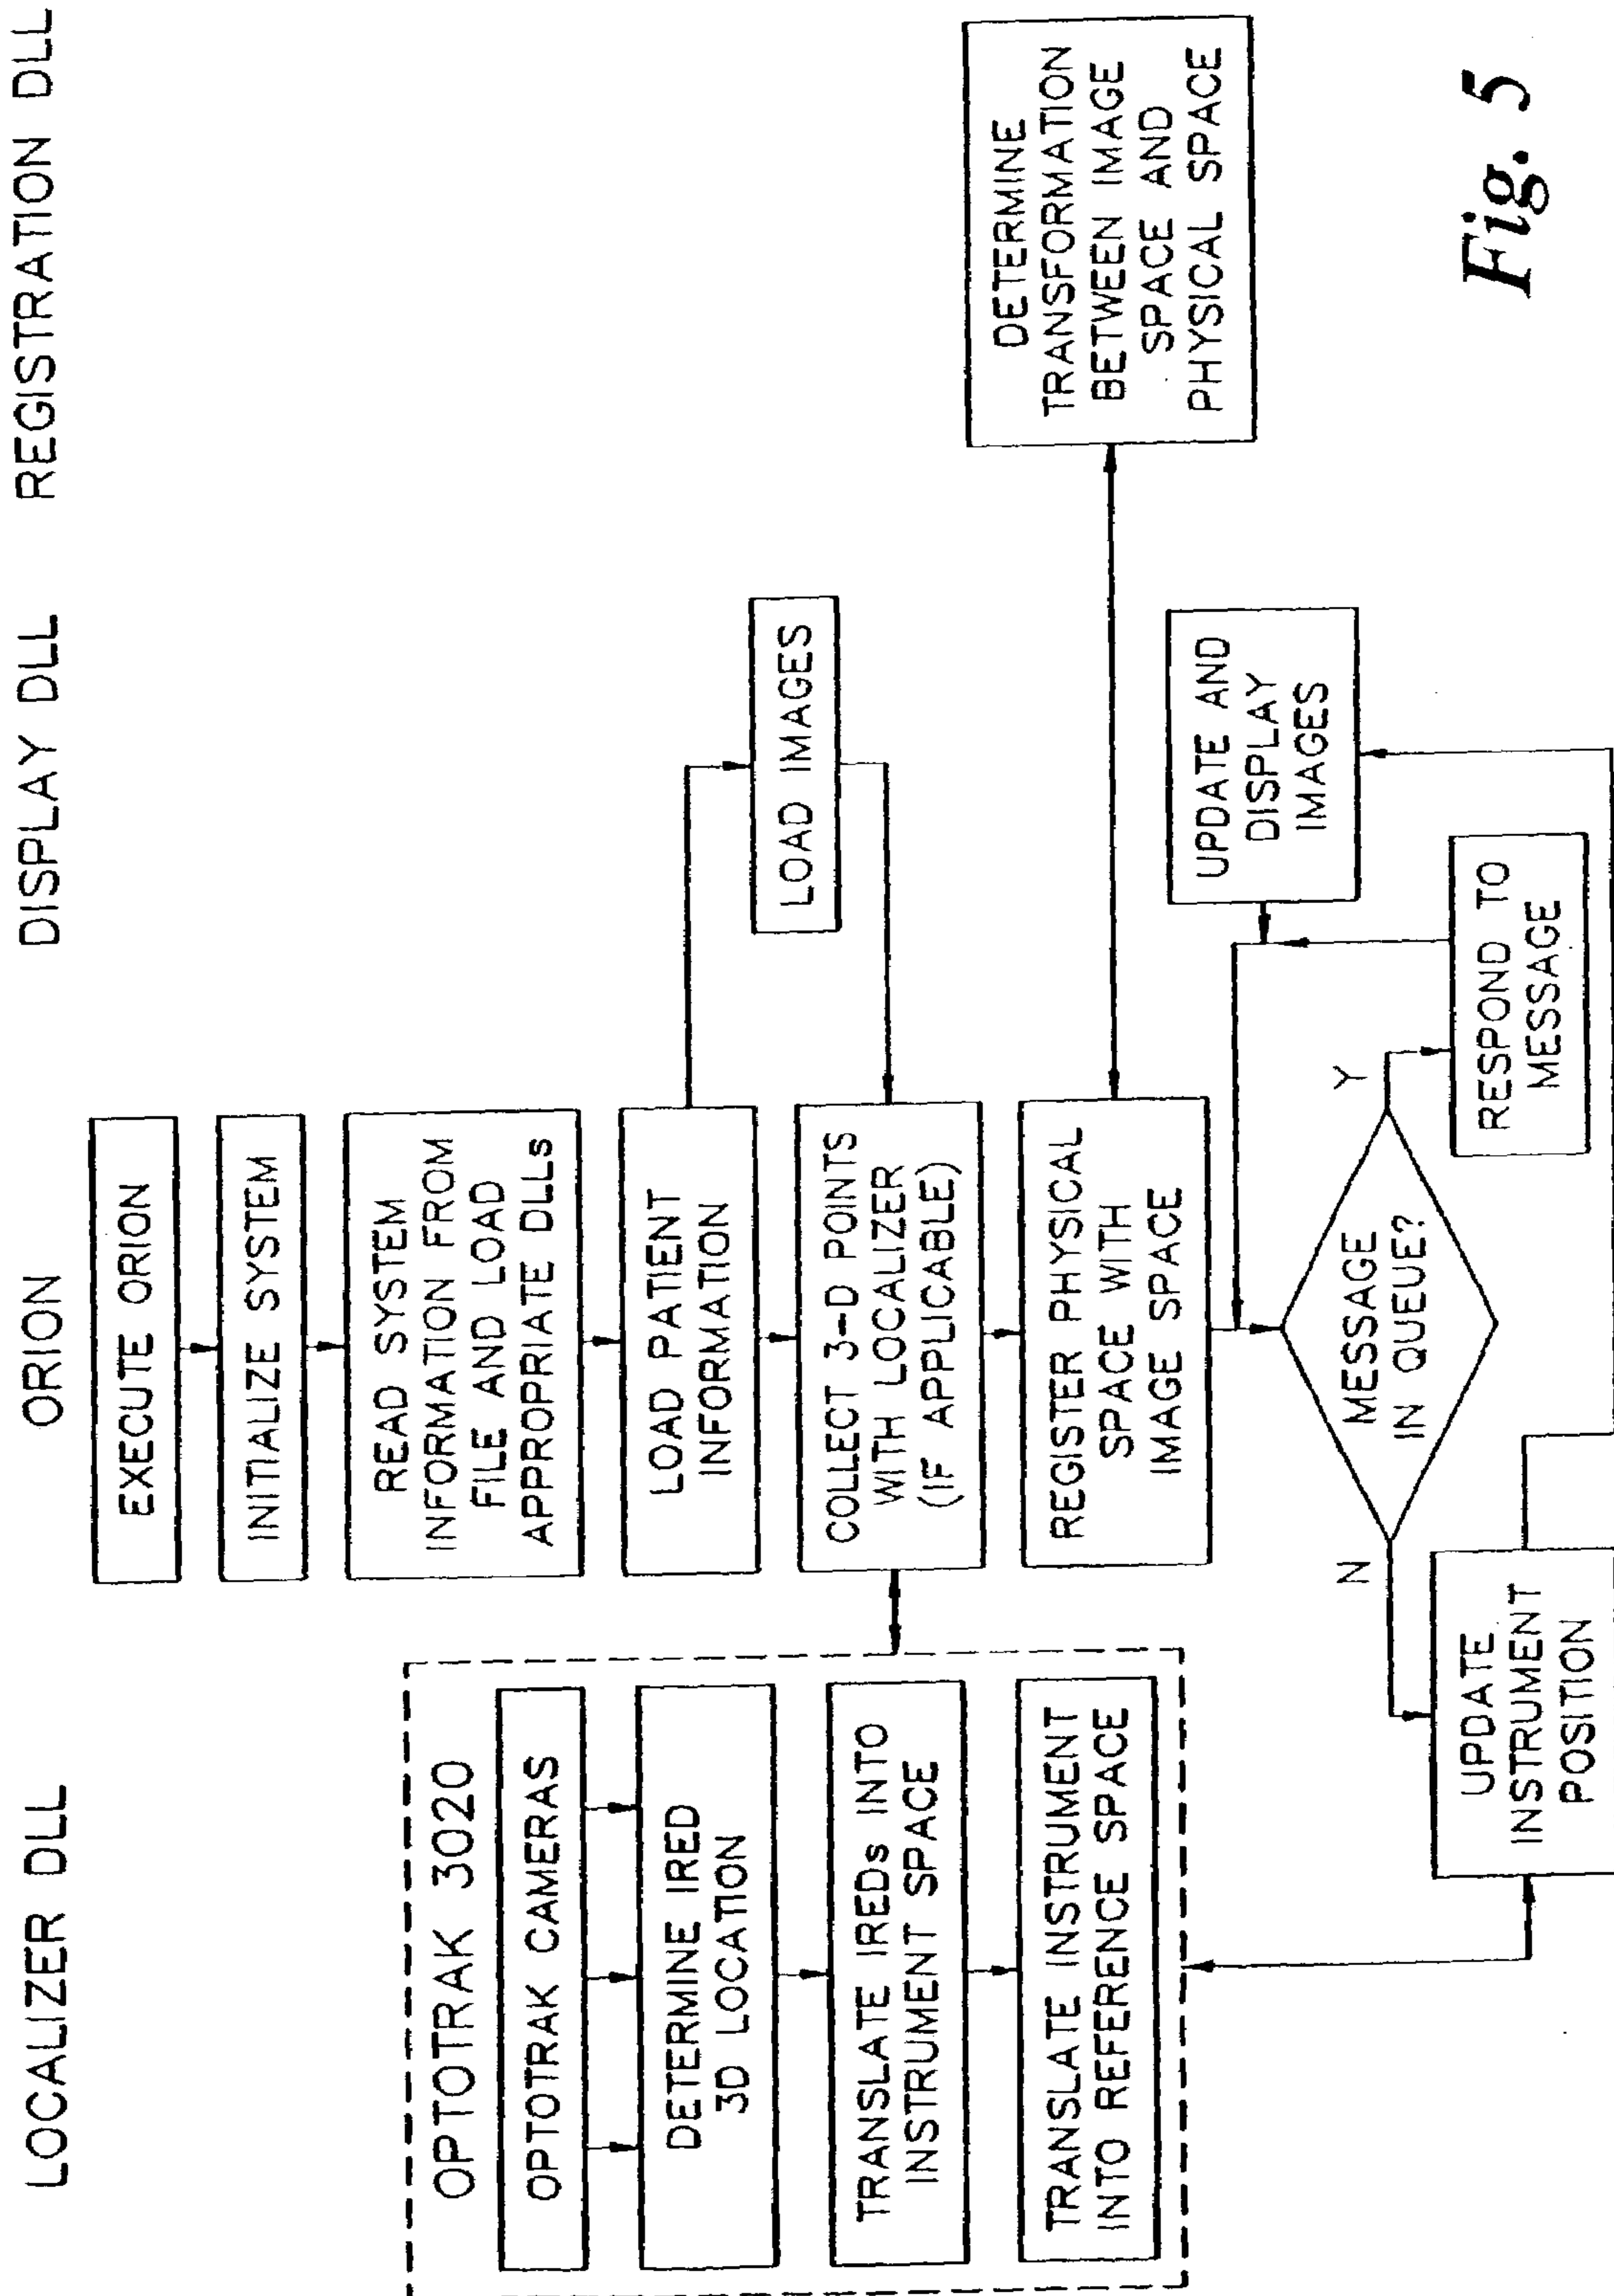 LOCALIZER DLL
ORION
DISPLAY DLL
REGISTRATION DLL
EXECUTE ORION
INITIALIZE SYSTEM
READ SYSTEM
INFORMATION FROM
FILE AND LOAD
APPROPRIATE DLLs
LOAD PATIENT
INFORMATION
LOAD IMAGES
COLLECT 3-D POINTS
WITH LOCALIZER
(IF APPLICABLE)
OPTOTRAK 3020
OPTOTRAK CAMERAS
DETERMINE IRED
3D LOCATION
TRANSLATE IREDs INTO
INSTRUMENT SPACE
TRANSLATE INSTRUMENT
INTO REFERENCE SPACE
REGISTER PHYSICAL
SPACE WITH
IMAGE SPACE
DETERMINE
TRANSFORMATION
BETWEEN IMAGE
SPACE AND
PHYSICAL SPACE
MESSAGE
IN QUEUE?
N
Y
UPDATE
INSTRUMENT
POSITION
RESPOND TO
MESSAGE
UPDATE AND
DISPLAY
IMAGES
Fig. 5